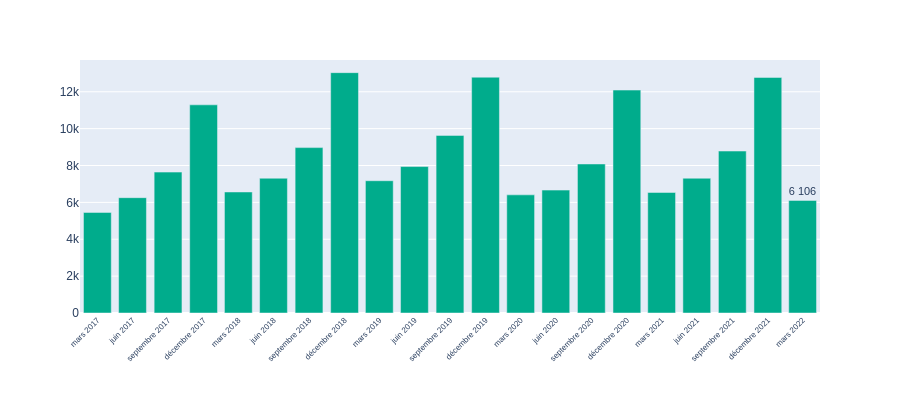 12k
10k
8k
6k
4k
2k
0
6 106
mars 2017
juin 2017
septembre 2017
décembre 2017
mars 2018
juin 2018
septembre 2018
décembre 2018
mars 2019
juin 2019
septembre 2019
décembre 2019
mars 2020
juin 2020
septembre 2020
décembre 2020
mars 2021
juin 2021
septembre 2021
décembre 2021
mars 2022